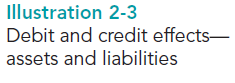 Illustration 2-3
Debit and credit effects—
assets and liabilities